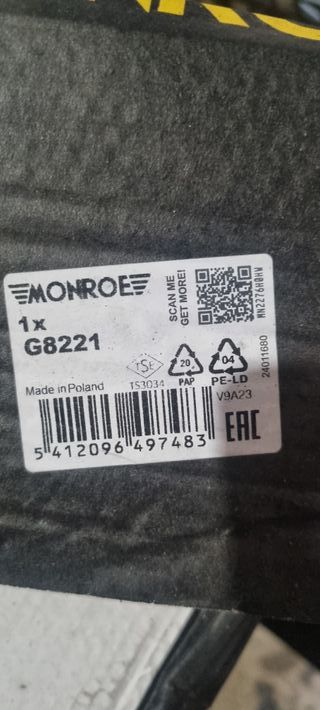 MONROE
SCAN ME
GET MORE!
MN2276H0HW
1x
G8221
TSE
20
04
24011680
Made in Poland
TS3034
PAP
PE-LD
V9A23
5 412096 497483
EAC